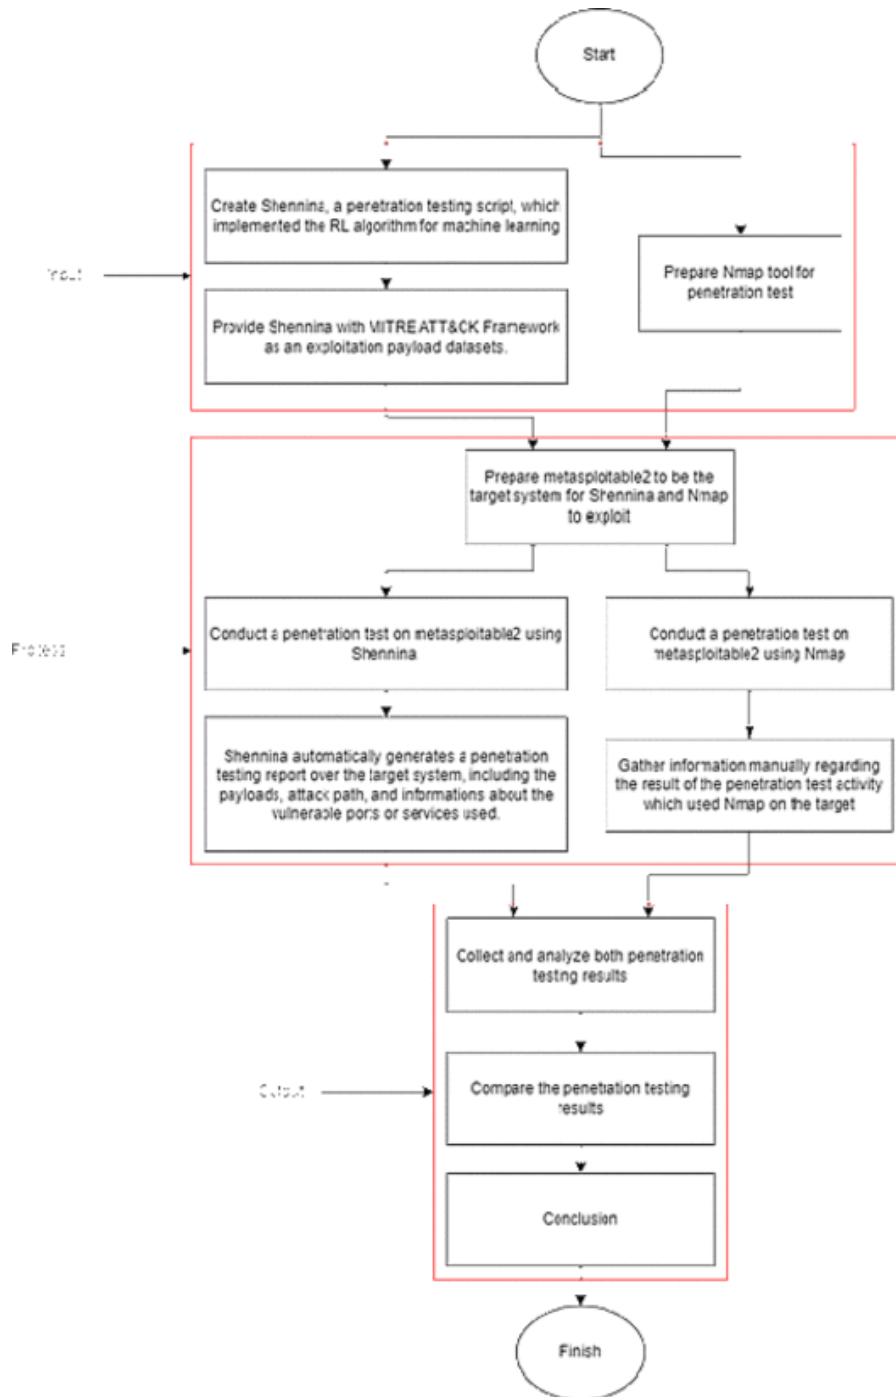 Start
Create Shennina, a penetration testing script, which
implemented the RL algorithm for machine learning
Prepare Nmap tool for
penetration test
Input
Provide Shennina with MITRE ATT&CK Framework
as an exploitation payload datasets.
Prepare metasploitable2 to be the
target system for Shennina and Nmap
to exploit
Process
Conduct a penetration test on metasploitable2 using
Shennina
Conduct a penetration test on
metasploitable2 using Nmap
Shennina automatically generates a penetration
testing report over the target system, including the
payloads, attack path, and informations about the
vulnerable ports or services used.
Gather information manually regarding
the result of the penetration test activity
which used Nmap on the target
Collect and analyze both penetration
testing results
Output
Compare the penetration testing
results
Conclusion
Finish